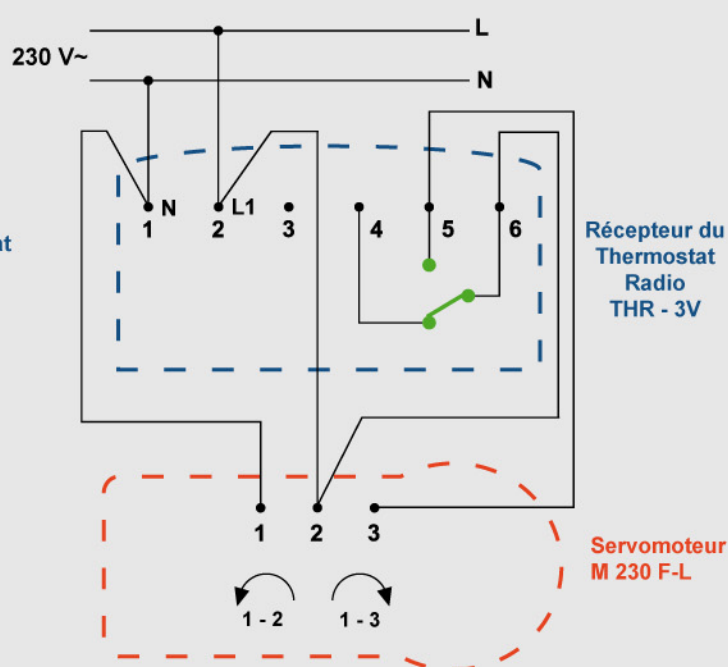 L
230 V~
N
N
L1
1
2
3
4
5
6
nt
Récepteur du
Thermostat
Radio
THR - 3V
1
2
3
Servomoteur
M 230 F-L
1 - 2
1 - 3